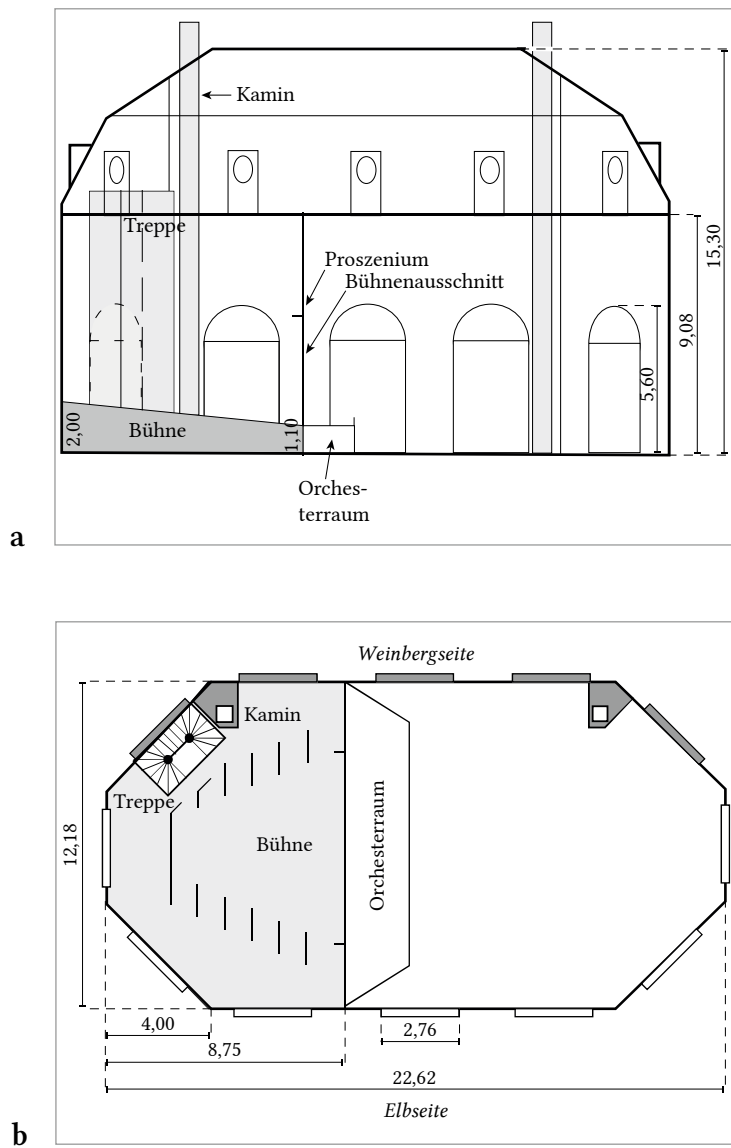 Kamin
Treppe
Proszenium
Bühnenausschnitt
15,30
9,08
5,60
2,00
Bühne
1,10
Orches-
terraum
a
Weinbergseite
Kamin
Treppe
12,18
Bühne
Orchesterraum
4,00
2,76
8,75
22,62
Elbseite
b